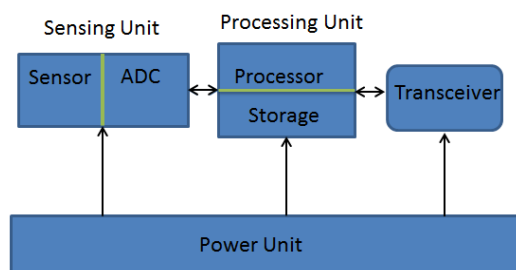 Sensing Unit
Processing Unit
Sensor
ADC
Processor
Storage
Transceiver
Power Unit